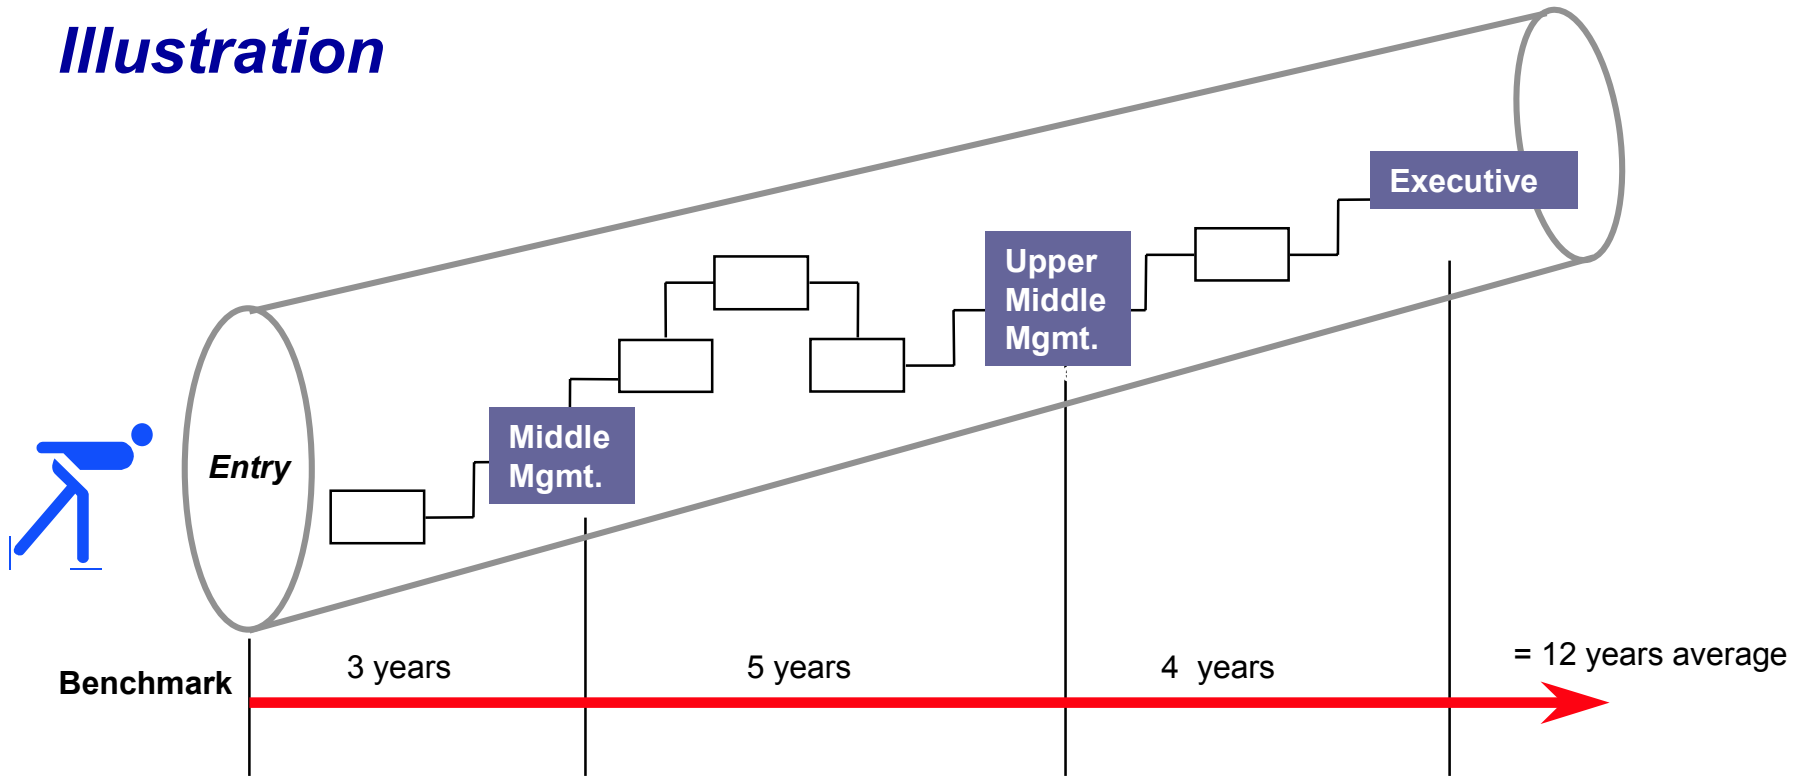 Illustration
Executive
Upper
Middle
Mgmt.
Middle
Mgmt.
Entry
Benchmark
3 years
5 years
4 years
= 12 years average